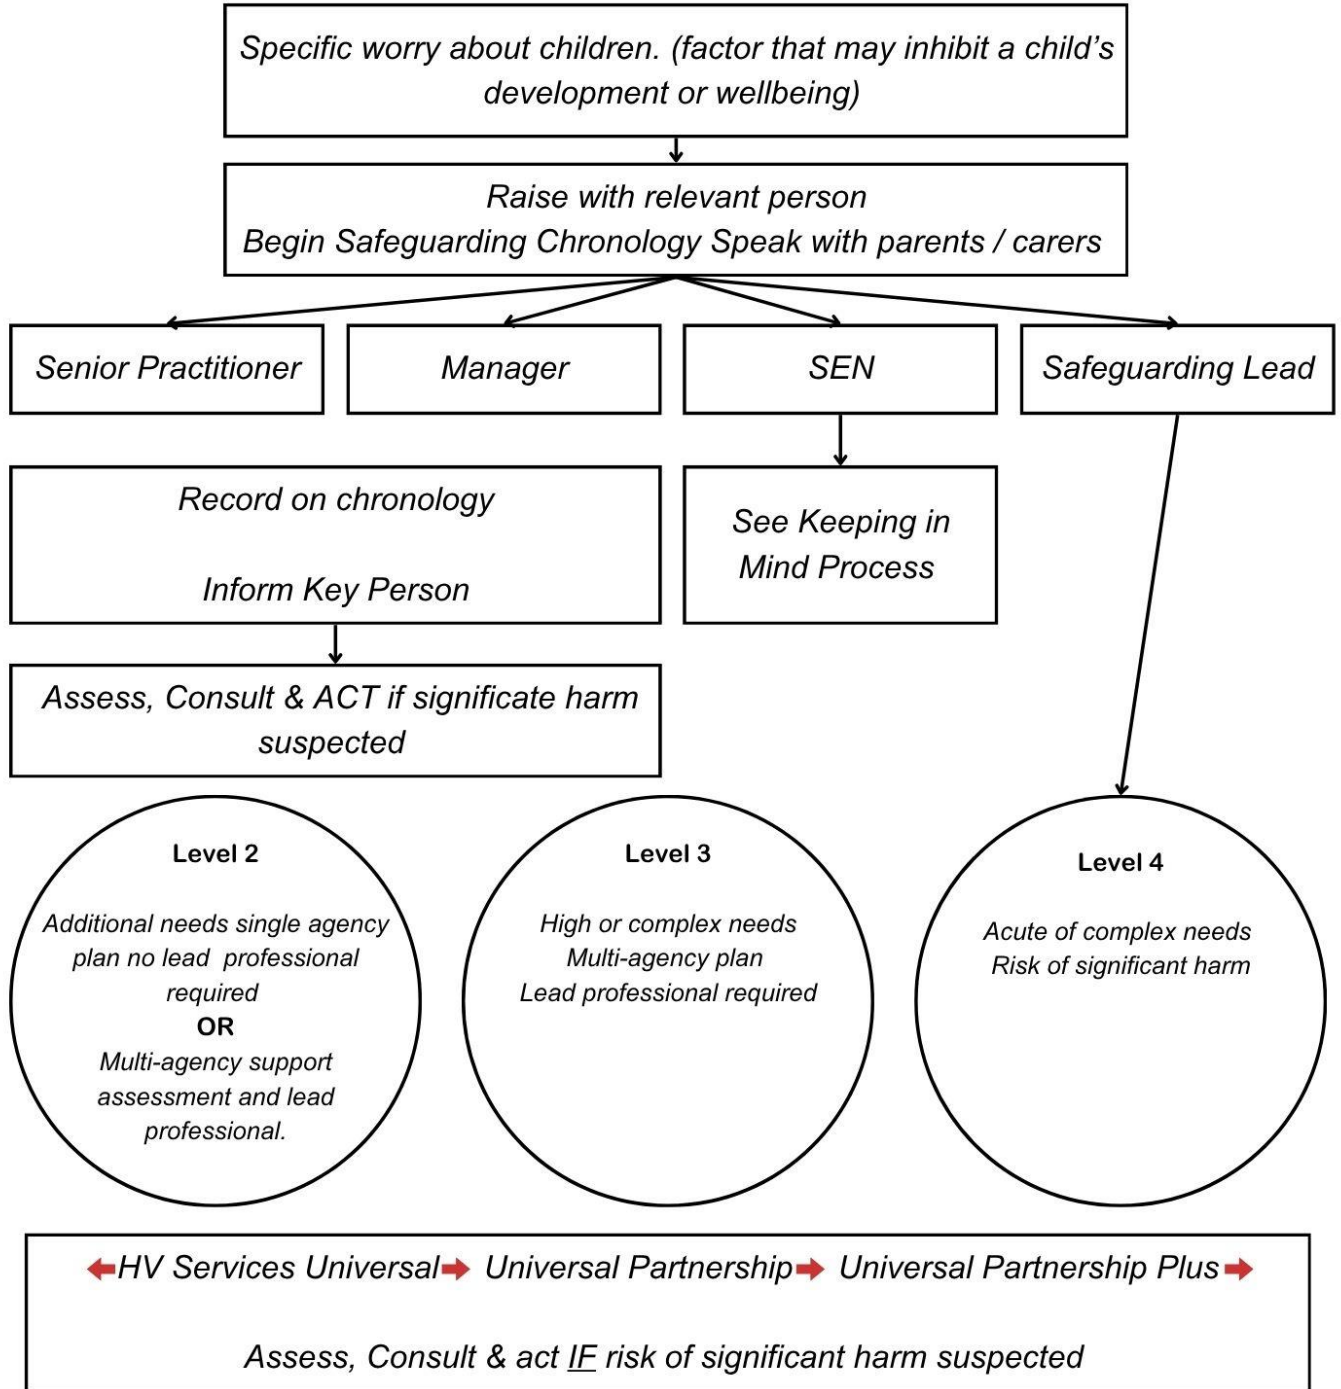 Specific worry about children. (factor that may inhibit a child’s
development or wellbeing)
Raise with relevant person
Begin Safeguarding Chronology Speak with parents / carers
Senior Practitioner
Manager
SEN
Safeguarding Lead
Record on chronology
Inform Key Person
See Keeping in
Mind Process
Assess, Consult & ACT if significate harm
suspected
Level 2
Additional needs single agency
plan no lead professional
required
OR
Multi-agency support
assessment and lead
professional.
Level 3
High or complex needs
Multi-agency plan
Lead professional required
Level 4
Acute of complex needs
Risk of significant harm
HV Services Universal Universal Partnership Universal Partnership Plus
Assess, Consult & act IF risk of significant harm suspected